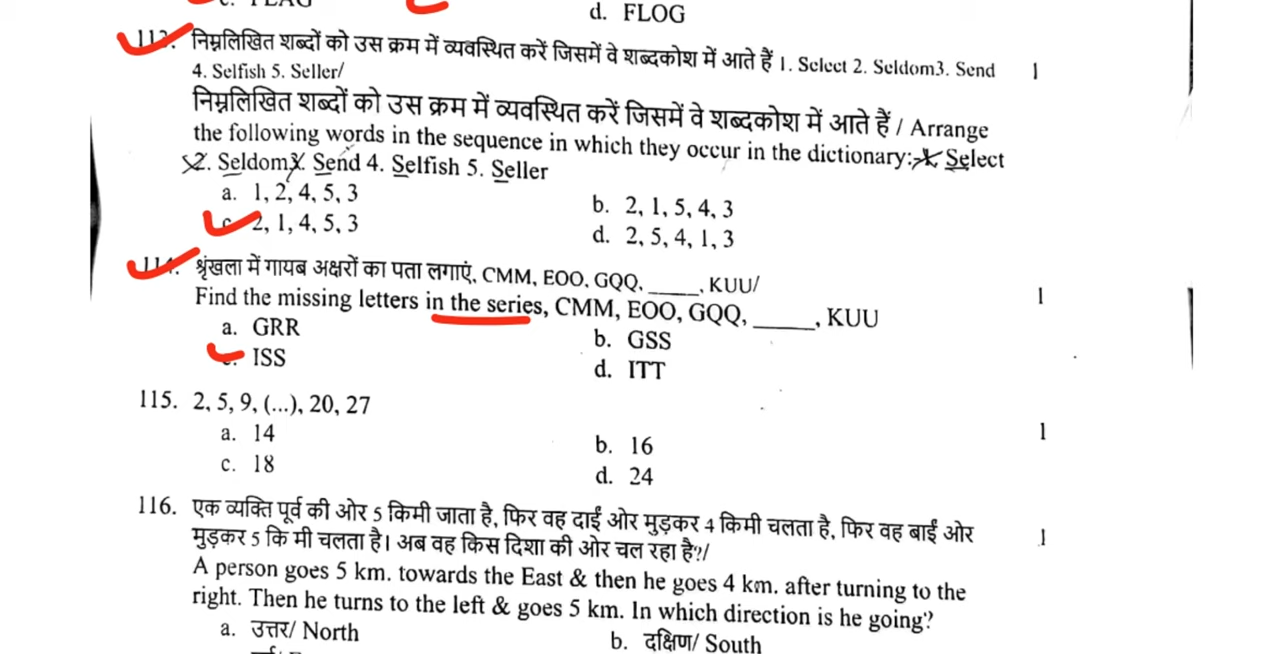 d. FLOG
113. निम्नलिखित शब्दों को उस क्रम में व्यवस्थित करें जिसमें वे शब्दकोश में आते हैं 1. Select 2. Seldom3. Send 1
4. Selfish 5. Seller/
निम्नलिखित शब्दों को उस क्रम में व्यवस्थित करें जिसमें वे शब्दकोश में आते हैं / Arrange
the following words in the sequence in which they occur in the dictionary: Select
2. Seldom Send 4. Selfish 5. Seller
a. 1, 2, 4, 5, 3 b. 2, 1, 5, 4, 3
c. 2, 1, 4, 5, 3 d. 2, 5, 4, 1, 3
114. श्रृंखला में गायब अक्षरों का पता लगाएं, CMM, EOO, GQQ, _____, KUU/ 1
Find the missing letters in the series, CMM, EOO, GQQ, _____, KUU
a. GRR b. GSS
c. ISS d. ITT
115. 2, 5, 9, (...), 20, 27 1
a. 14 b. 16
c. 18 d. 24
116. एक व्यक्ति पूर्व की ओर 5 किमी जाता है, फिर वह दाईं ओर मुड़कर 4 किमी चलता है, फिर वह बाईं ओर 1
मुड़कर 5 कि मी चलता है। अब वह किस दिशा की ओर चल रहा है?/
A person goes 5 km. towards the East & then he goes 4 km. after turning to the
right. Then he turns to the left & goes 5 km. In which direction is he going?
a. उत्तर/ North b. दक्षिण/ South